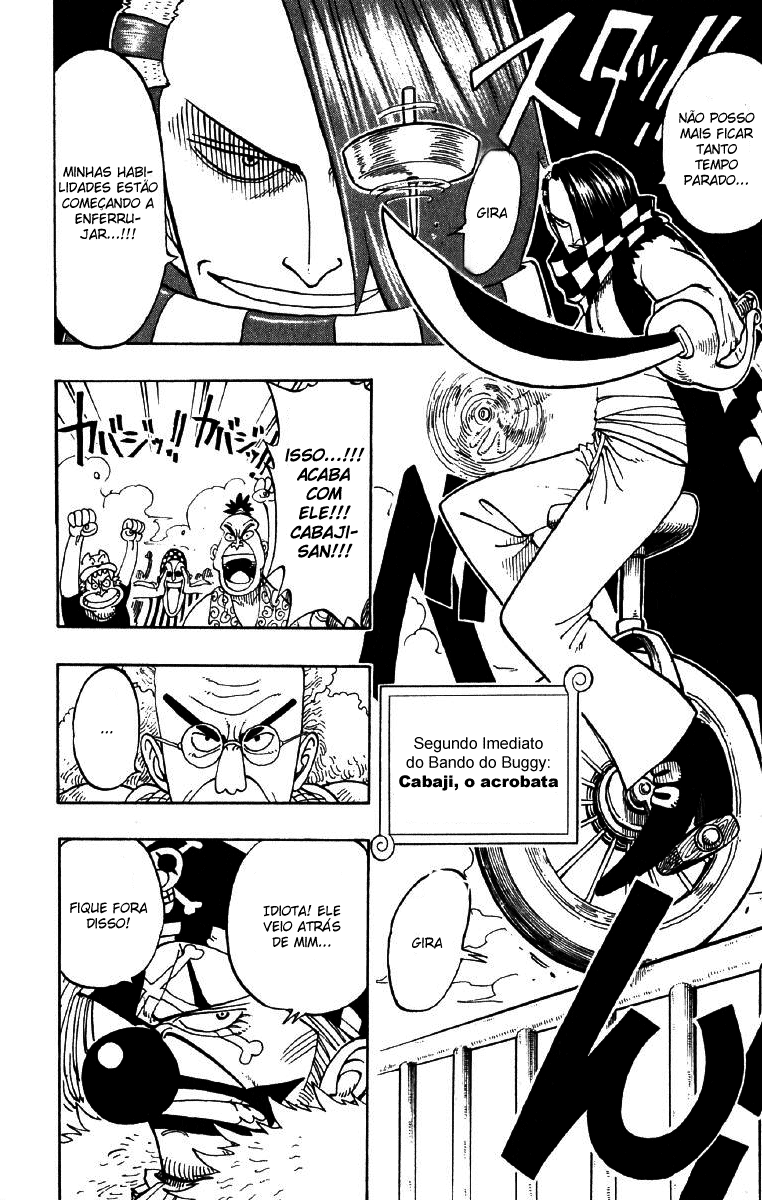 NÃO POSSO
MAIS FICAR
TANTO
TEMPO
PARADO...
スタッ!!
GIRA
MINHAS HABI-
LIDADES ESTÃO
COMEÇANDO A
ENFERRU-
JAR...!!!
ISSO...!!!
ACABA
COM
ELE!!!
CABAJI-
SAN!!!
カバジッ!!
カバジィ!!
...
Segundo Imediato
do Bando do Buggy:
Cabaji, o acrobata
GIRA
IDIOTA! ELE
VEIO ATRÁS
DE MIM...
FIQUE FORA
DISSO!